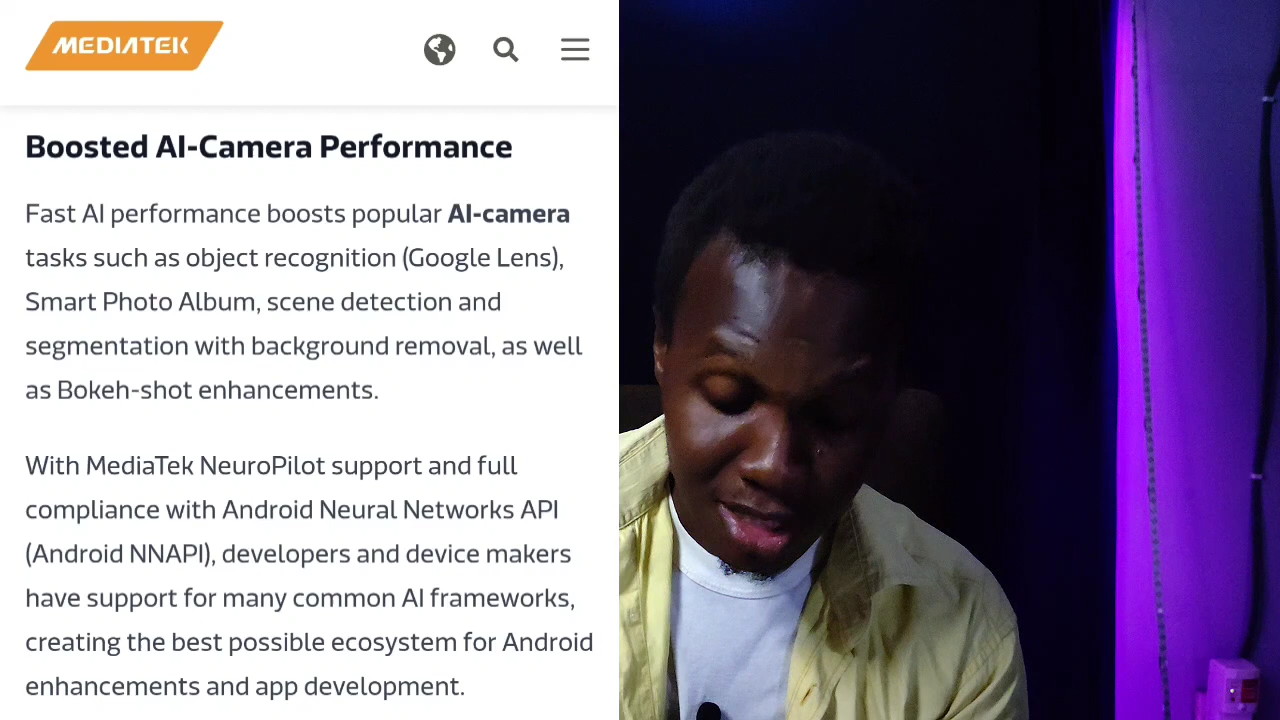 MEDIATEK
Boosted AI-Camera Performance
Fast AI performance boosts popular AI-camera
tasks such as object recognition (Google Lens),
Smart Photo Album, scene detection and
segmentation with background removal, as well
as Bokeh-shot enhancements.
With MediaTek NeuroPilot support and full
compliance with Android Neural Networks API
(Android NNAPI), developers and device makers
have support for many common AI frameworks,
creating the best possible ecosystem for Android
enhancements and app development.